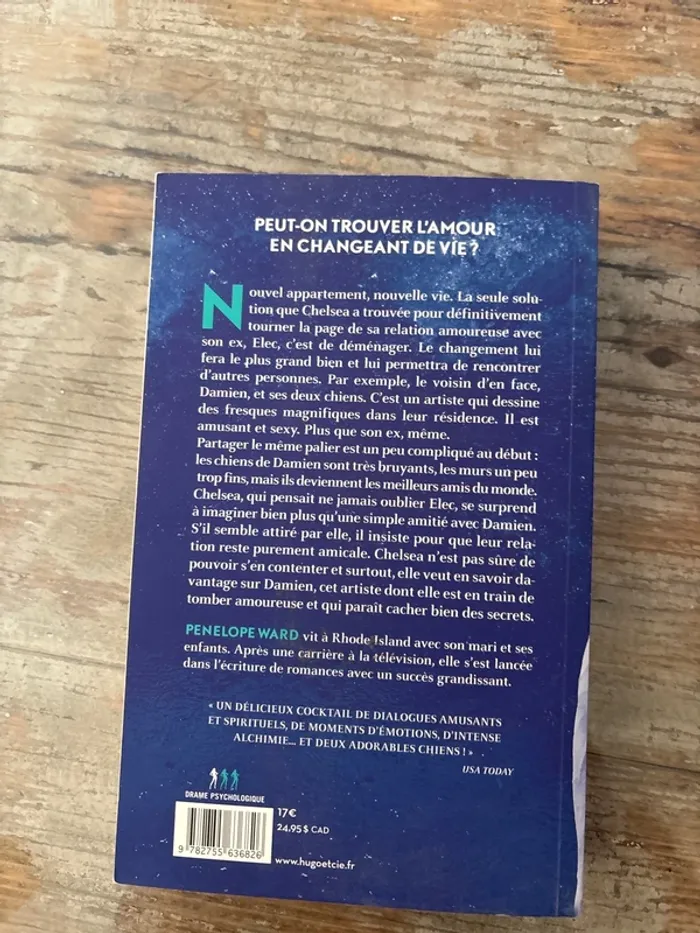 PEUT-ON TROUVER L'AMOUR
EN CHANGEANT DE VIE ?
Nouvel appartement, nouvelle vie. La seule solu-
tion que Chelsea a trouvée pour définitivement
tourner la page de sa relation amoureuse avec
son ex, Elec, c'est de déménager. Le changement lui
fera le plus grand bien et lui permettra de rencontrer
d'autres personnes. Par exemple, le voisin d'en face,
Damien, et ses deux chiens. C'est un artiste qui dessine
des fresques magnifiques dans leur résidence. Il est
amusant et sexy. Plus que son ex, même.
Partager le même palier est un peu compliqué au début :
les chiens de Damien sont très bruyants, les murs un peu
trop fins, mais ils deviennent les meilleurs amis du monde.
Chelsea, qui pensait ne jamais oublier Elec, se surprend
à imaginer bien plus qu'une simple amitié avec Damien.
S'il semble attiré par elle, il insiste pour que leur rela-
tion reste purement amicale. Chelsea n'est pas sûre de
pouvoir s'en contenter et surtout, elle veut en savoir da-
vantage sur Damien, cet artiste dont elle est en train de
tomber amoureuse et qui paraît cacher bien des secrets.
PENELOPE WARD vit à Rhode Island avec son mari et ses
enfants. Après une carrière à la télévision, elle s'est lancée
dans l'écriture de romances avec un succès grandissant.
« UN DÉLICIEUX COCKTAIL DE DIALOGUES AMUSANTS
ET SPIRITUELS, DE MOMENTS D'ÉMOTIONS, D'INTENSE
ALCHIMIE... ET DEUX ADORABLES CHIENS ! »
USA TODAY
DRAME PSYCHOLOGIQUE
17€
24,95 $ CAD
9 782755 636826
www.hugoetcie.fr